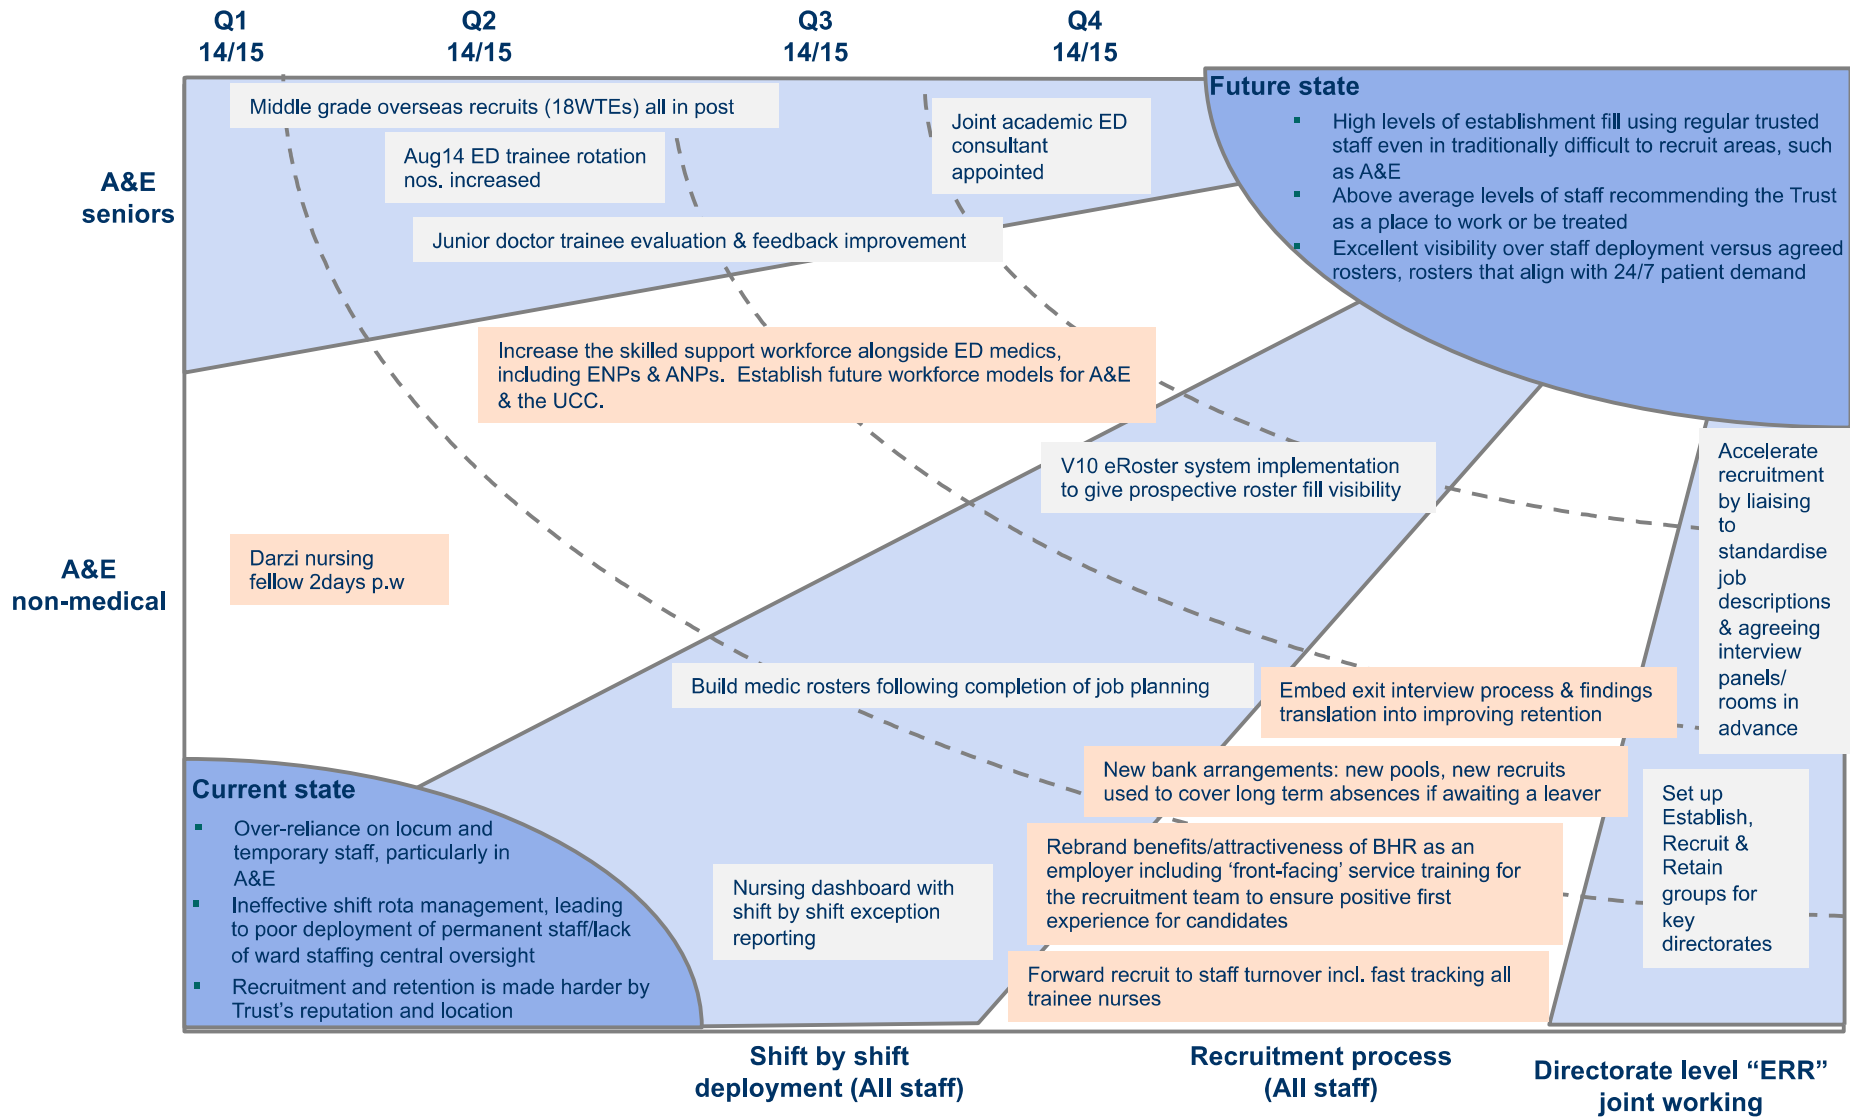 Q1
14/15
Q2
14/15
Q3
14/15
Q4
14/15
A&E
seniors
Middle grade overseas recruits (18WTEs) all in post
Aug14 ED trainee rotation
nos. increased
Joint academic ED
consultant
appointed
Junior doctor trainee evaluation & feedback improvement
Future state
▪ High levels of establishment fill using regular trusted
staff even in traditionally difficult to recruit areas, such
as A&E
▪ Above average levels of staff recommending the Trust
as a place to work or be treated
▪ Excellent visibility over staff deployment versus agreed
rosters, rosters that align with 24/7 patient demand
A&E
non-medical
Increase the skilled support workforce alongside ED medics,
including ENPs & ANPs.  Establish future workforce models for A&E
& the UCC.
Darzi nursing
fellow 2days p.w
V10 eRoster system implementation
to give prospective roster fill visibility
Build medic rosters following completion of job planning
Nursing dashboard with
shift by shift exception
reporting
Embed exit interview process & findings
translation into improving retention
New bank arrangements: new pools, new recruits
used to cover long term absences if awaiting a leaver
Rebrand benefits/attractiveness of BHR as an
employer including ‘front-facing’ service training for
the recruitment team to ensure positive first
experience for candidates
Forward recruit to staff turnover incl. fast tracking all
trainee nurses
Accelerate
recruitment
by liaising
to
standardise
job
descriptions
& agreeing
interview
panels/
rooms in
advance
Set up
Establish,
Recruit &
Retain
groups for
key
directorates
Current state
▪ Over-reliance on locum and
temporary staff, particularly in
A&E
▪ Ineffective shift rota management, leading
to poor deployment of permanent staff/lack
of ward staffing central oversight
▪ Recruitment and retention is made harder by
Trust’s reputation and location
Shift by shift
deployment (All staff)
Recruitment process
(All staff)
Directorate level “ERR”
joint working